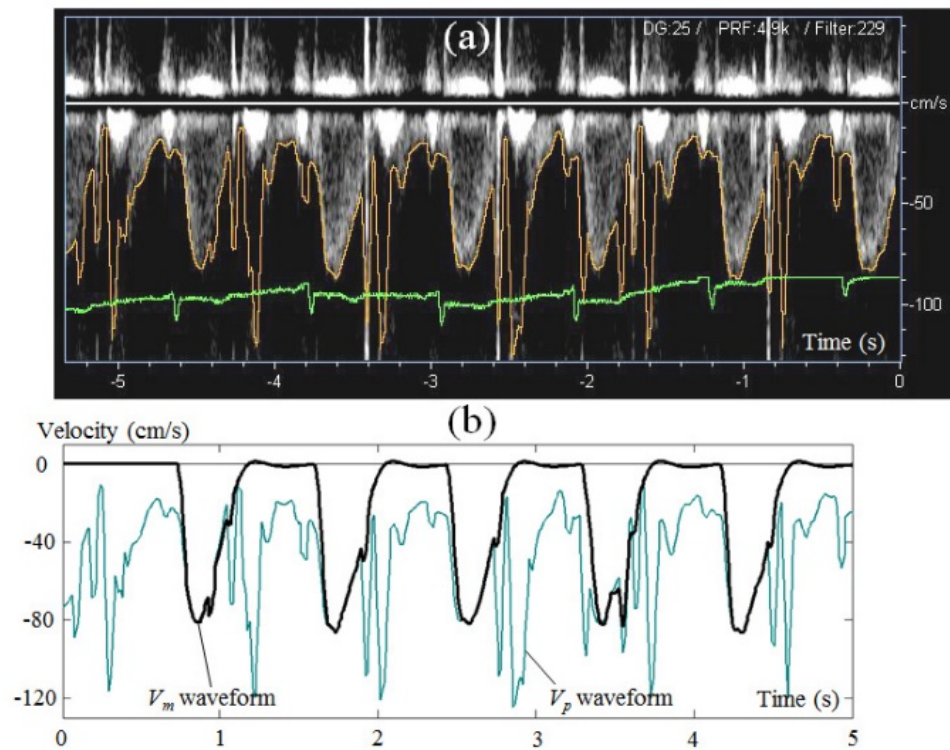 (a)
DG:25 / PRF:4.9k / Filter:229
cm/s
-50
-100
Time (s)
-5 -4 -3 -2 -1 0
(b)
Velocity (cm/s)
0
-40
-80
-120
Vm waveform
Vp waveform
Time (s)
0 1 2 3 4 5